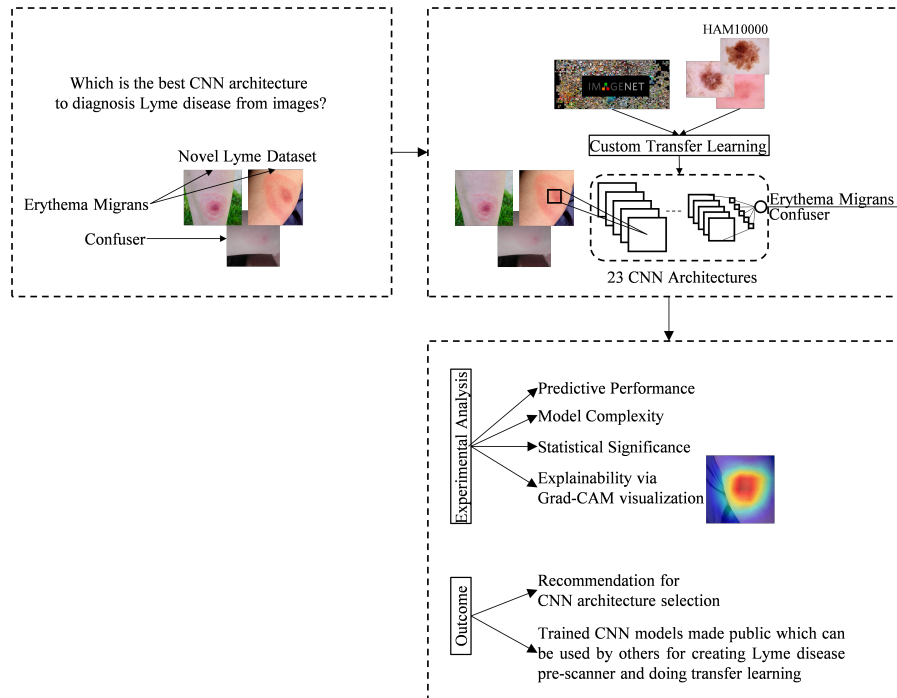 Which is the best CNN architecture
to diagnosis Lyme disease from images?
Novel Lyme Dataset
Erythema Migrans
Confuser
HAM10000
IMAGENET
Custom Transfer Learning
Erythema Migrans
Confuser
23 CNN Architectures
Experimental Analysis
Predictive Performance
Model Complexity
Statistical Significance
Explainability via
Grad-CAM visualization
Outcome
Recommendation for
CNN architecture selection
Trained CNN models made public which can
be used by others for creating Lyme disease
pre-scanner and doing transfer learning